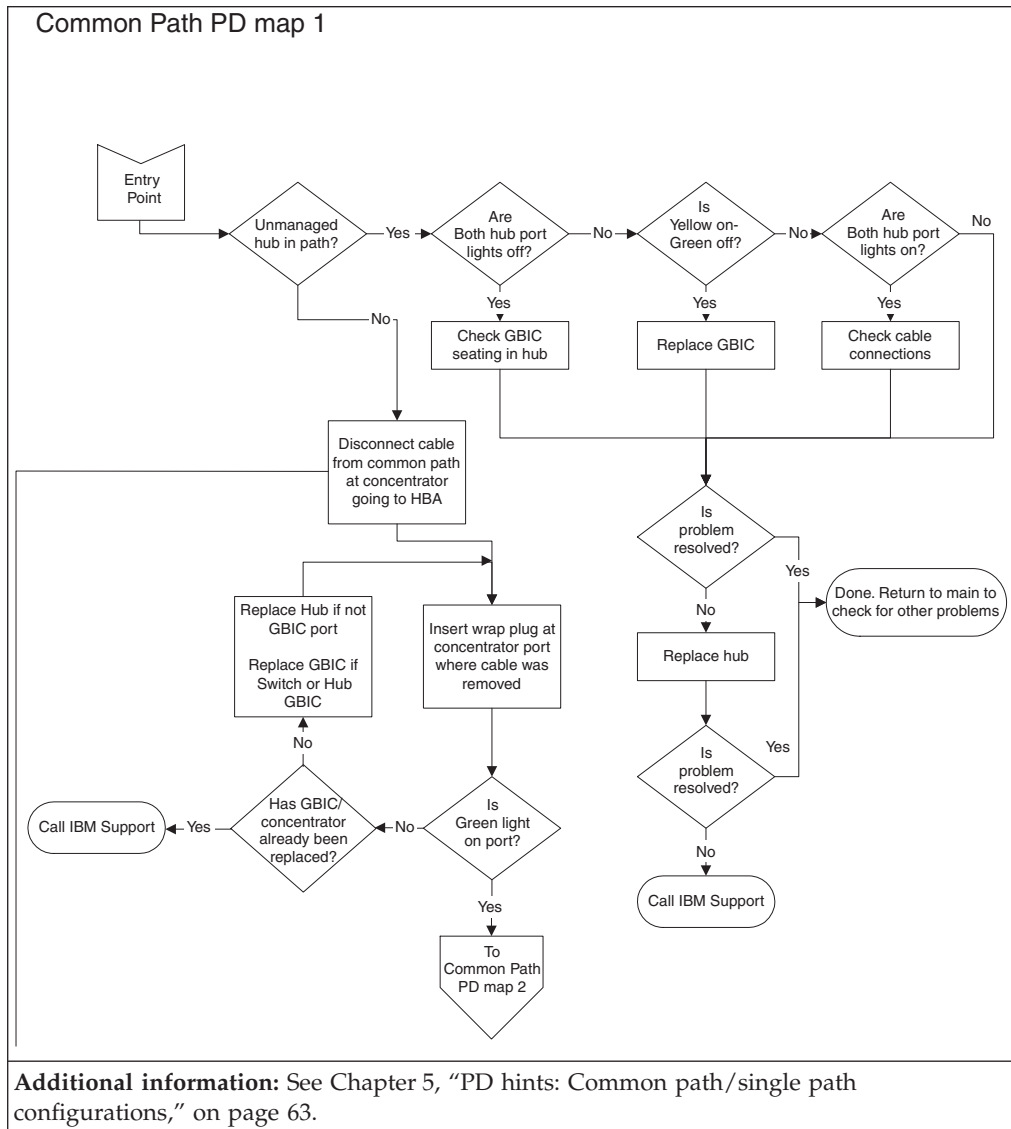 Common Path PD map 1
Entry
Point
Unmanaged
hub in path?
Yes
Are
Both hub port
lights off?
No
Is
Yellow on-
Green off?
No
Are
Both hub port
lights on?
No
No
Yes
Check GBIC
seating in hub
Yes
Replace GBIC
Yes
Check cable
connections
Disconnect cable
from common path
at concentrator
going to HBA
Is
problem
resolved?
Yes
Done. Return to main to
check for other problems
No
Replace hub
Is
problem
resolved?
Yes
No
Call IBM Support
Replace Hub if not
GBIC port
Replace GBIC if
Switch or Hub
GBIC
Insert wrap plug at
concentrator port
where cable was
removed
No
Call IBM Support
Yes
Has GBIC/
concentrator
already been
replaced?
No
Is
Green light
on port?
Yes
To
Common Path
PD map 2
Additional information: See Chapter 5, “PD hints: Common path/single path
configurations,” on page 63.